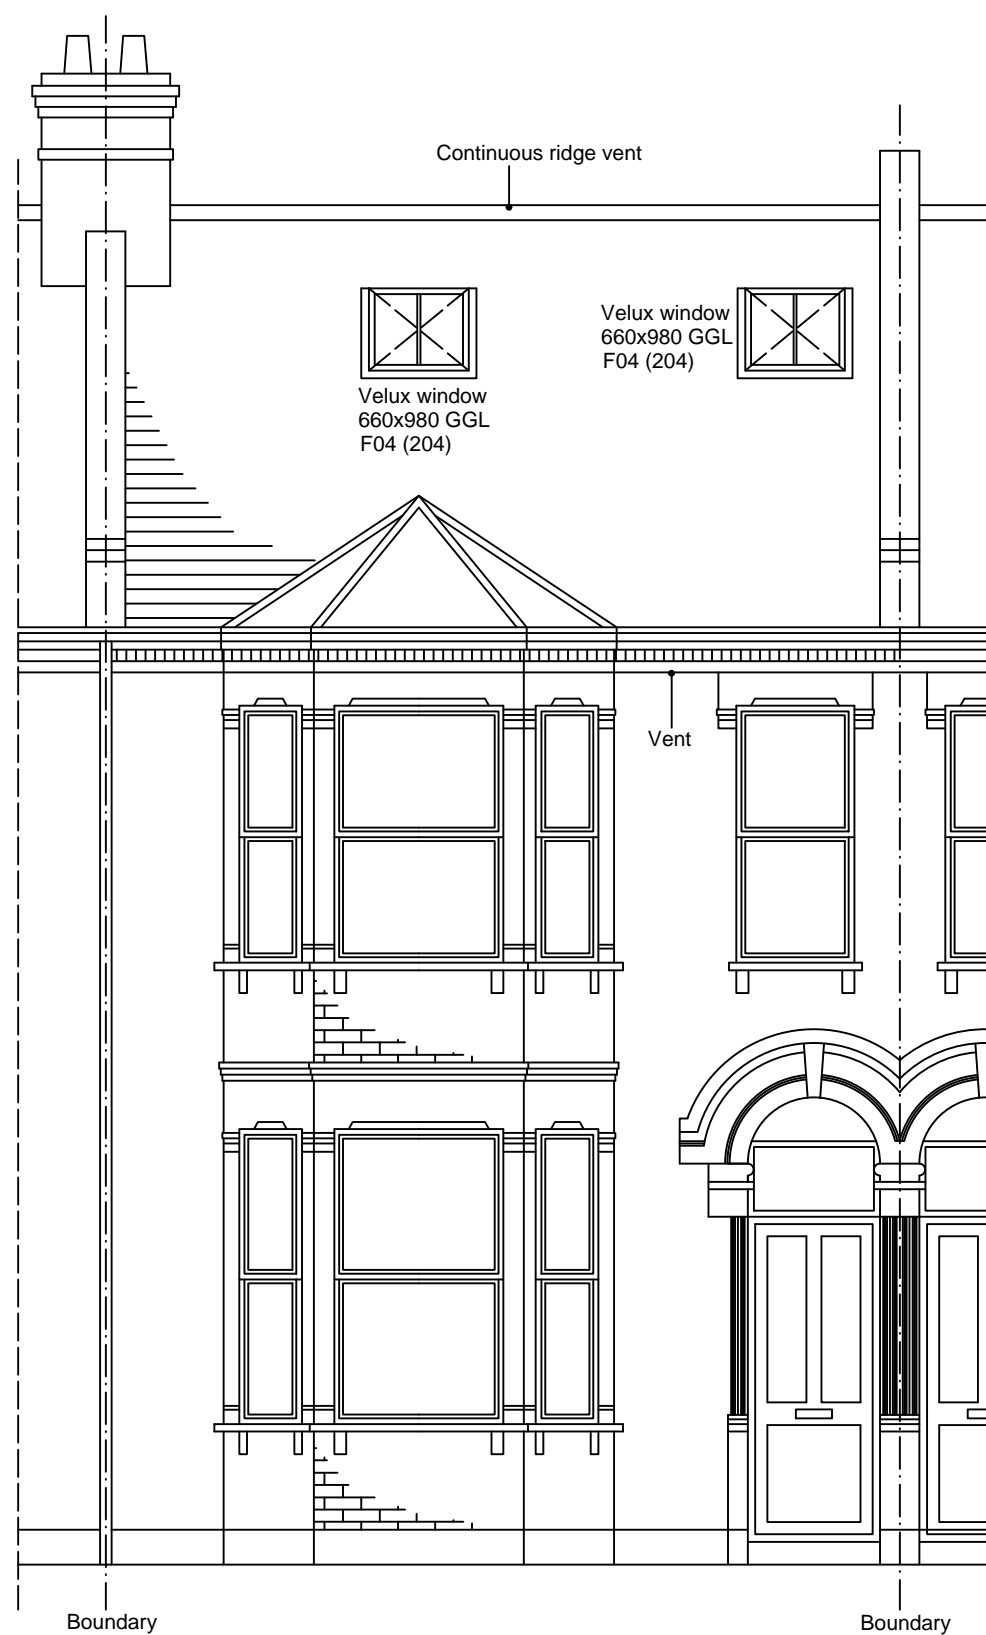 Continuous ridge vent
Velux window
660x980 GGL
F04 (204)
Velux window
660x980 GGL
F04 (204)
Vent
Boundary
Boundary